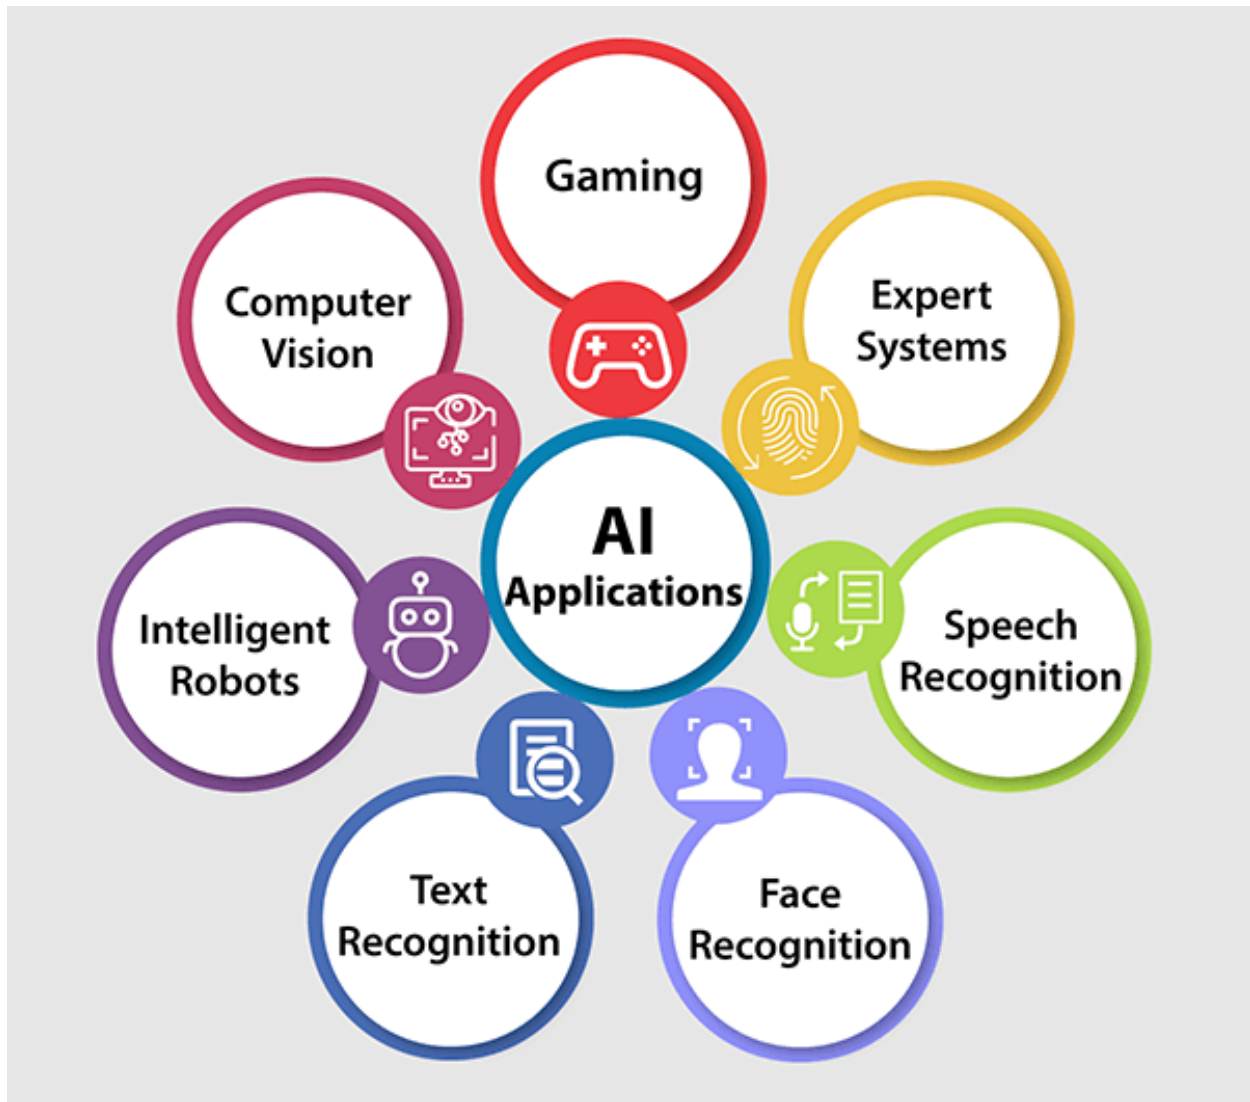 Gaming
Expert
Systems
Speech
Recognition
Face
Recognition
Text
Recognition
Intelligent
Robots
Computer
Vision
AI
Applications